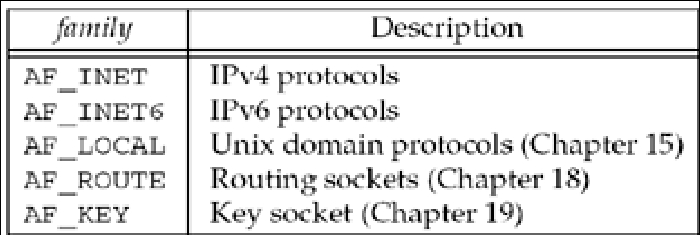 family Description
AF_INET IPv4 protocols
AF_INET6 IPv6 protocols
AF_LOCAL Unix domain protocols (Chapter 15)
AF_ROUTE Routing sockets (Chapter 18)
AF_KEY Key socket (Chapter 19)